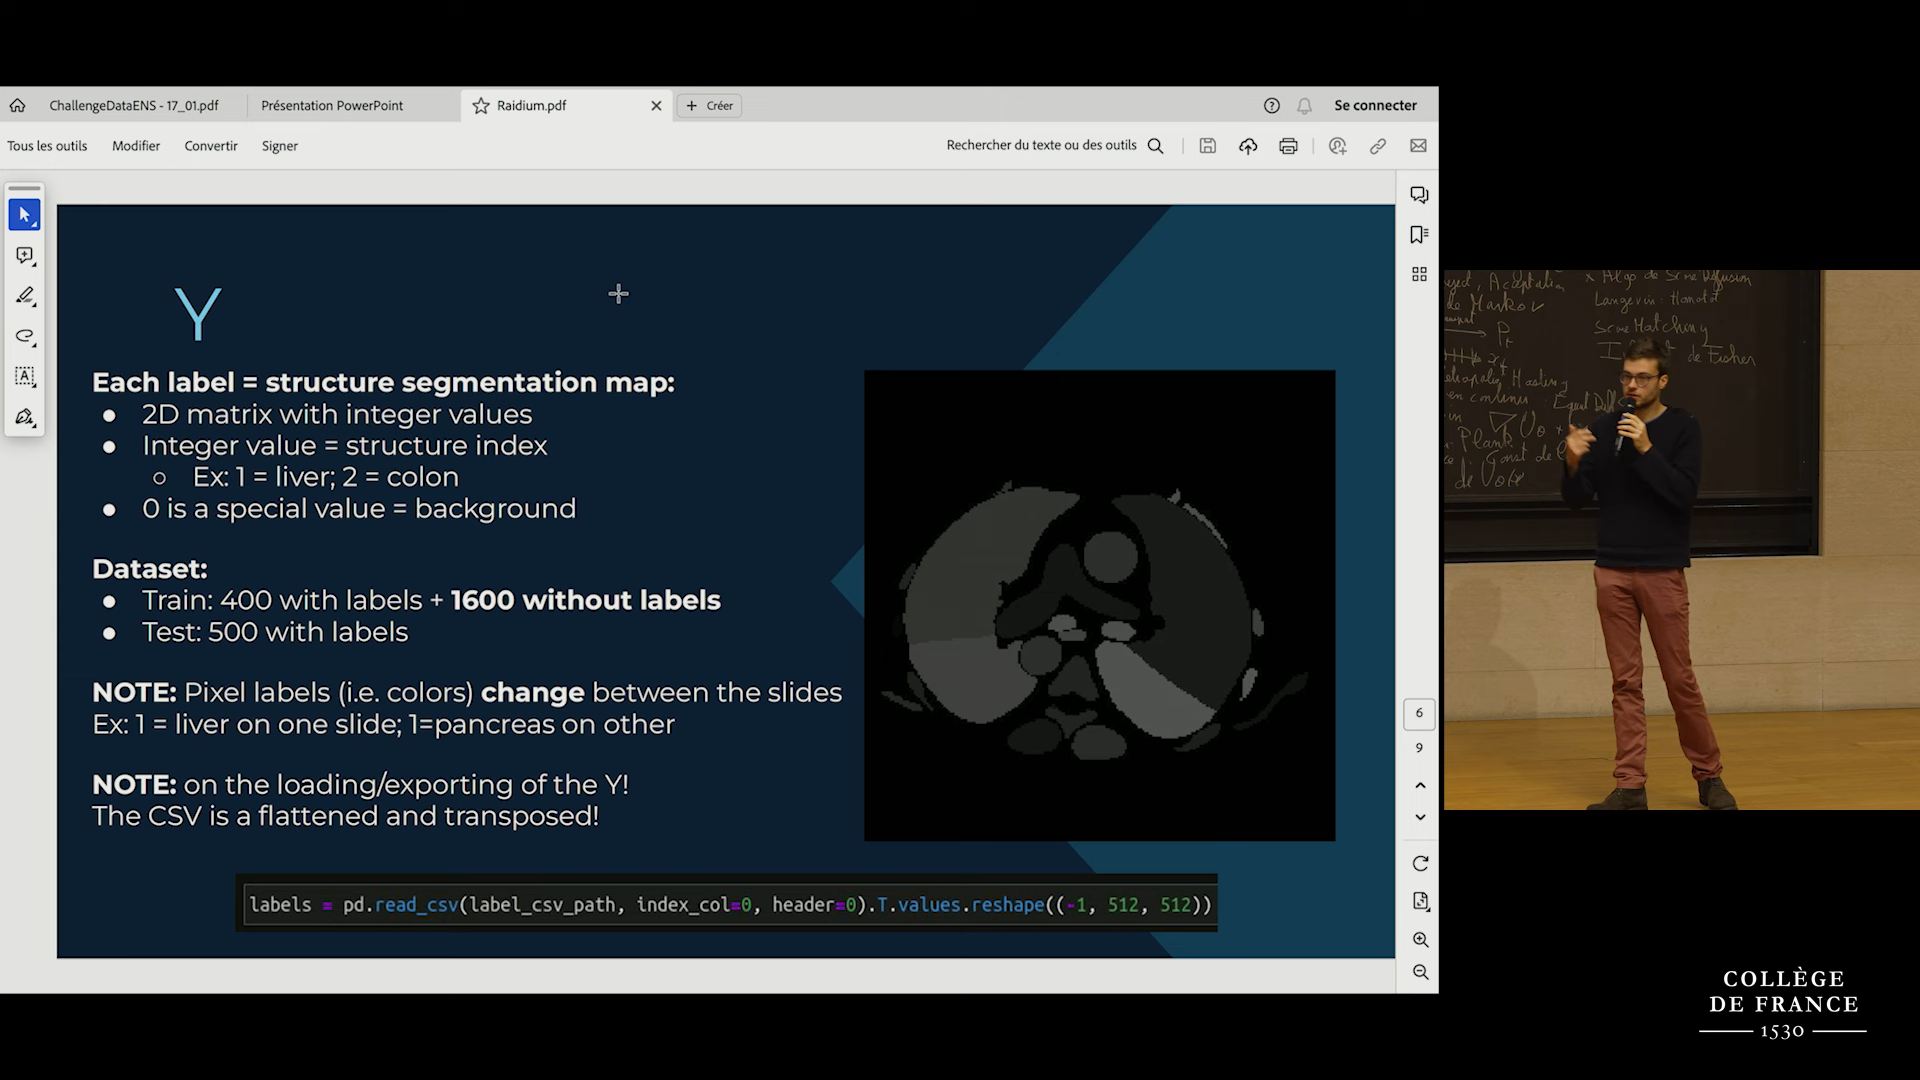 ChallengeDataENS - 17_01.pdf
Présentation PowerPoint
Raidium.pdf
Créer
Se connecter
Tous les outils
Modifier
Convertir
Signer
Rechercher du texte ou des outils
Y
Each label = structure segmentation map:
● 2D matrix with integer values
● Integer value = structure index
○ Ex: 1 = liver; 2 = colon
● 0 is a special value = background
Dataset:
● Train: 400 with labels + 1600 without labels
● Test: 500 with labels
NOTE: Pixel labels (i.e. colors) change between the slides
Ex: 1 = liver on one slide; 1=pancreas on other
NOTE: on the loading/exporting of the Y!
The CSV is a flattened and transposed!
labels = pd.read_csv(label_csv_path, index_col=0, header=0).T.values.reshape((-1, 512, 512))
6
9
Algo de
Langevin
Score Matching
de Fisher
de Markov
COLLÈGE
DE FRANCE
1530